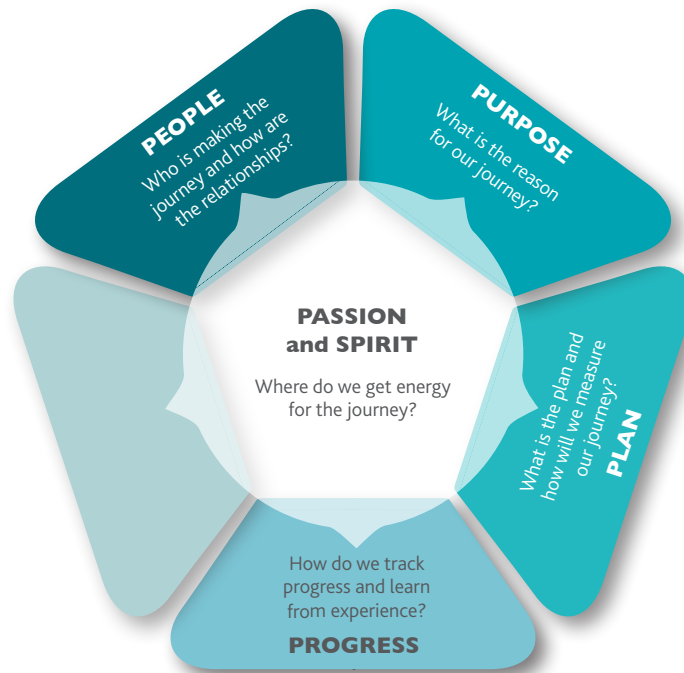 PEOPLE
Who is making the
journey and how are
the relationships?
PURPOSE
What is the reason
for our journey?
PASSION
and SPIRIT
Where do we get energy
for the journey?
What is the plan and
how will we measure
our journey?
PLAN
How do we track
progress and learn
from experience?
PROGRESS